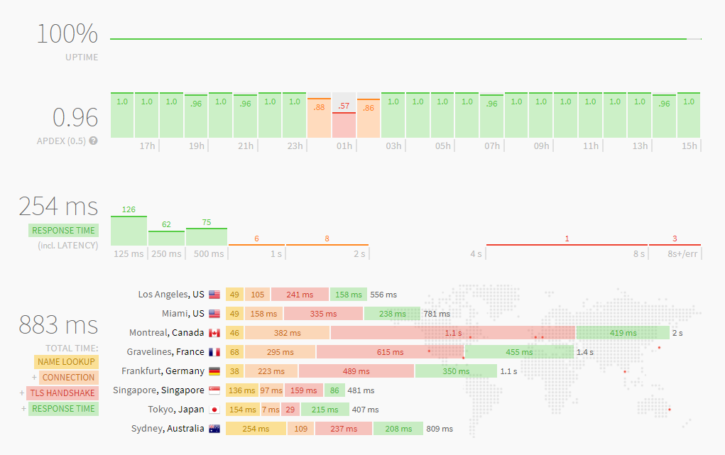 100%
UPTIME
1.0 1.0 1.0 .96 1.0 .96 1.0 1.0 .88 .57 .86 1.0 1.0 1.0 1.0 .96 1.0 1.0 1.0 1.0 1.0 1.0 .96 1.0
0.96
APDEX (0.5) ?
17h 19h 21h 23h 01h 03h 05h 07h 09h 11h 13h 15h
254 ms
RESPONSE TIME
(incl. LATENCY)
126 62 75 6 8 1 3
125 ms 250 ms 500 ms 1 s 2 s 4 s 8 s 8s+/err
883 ms
TOTAL TIME:
NAME LOOKUP
+ CONNECTION
+ TLS HANDSHAKE
+ RESPONSE TIME
Los Angeles, US 49 105 241 ms 158 ms 556 ms
Miami, US 49 158 ms 335 ms 238 ms 781 ms
Montreal, Canada 46 382 ms 1.1 s 419 ms 2 s
Gravelines, France 68 295 ms 615 ms 455 ms 1.4 s
Frankfurt, Germany 38 223 ms 489 ms 350 ms 1.1 s
Singapore, Singapore 136 ms 97 ms 159 ms 86 481 ms
Tokyo, Japan 154 ms 7 ms 29 215 ms 407 ms
Sydney, Australia 254 ms 109 237 ms 208 ms 809 ms